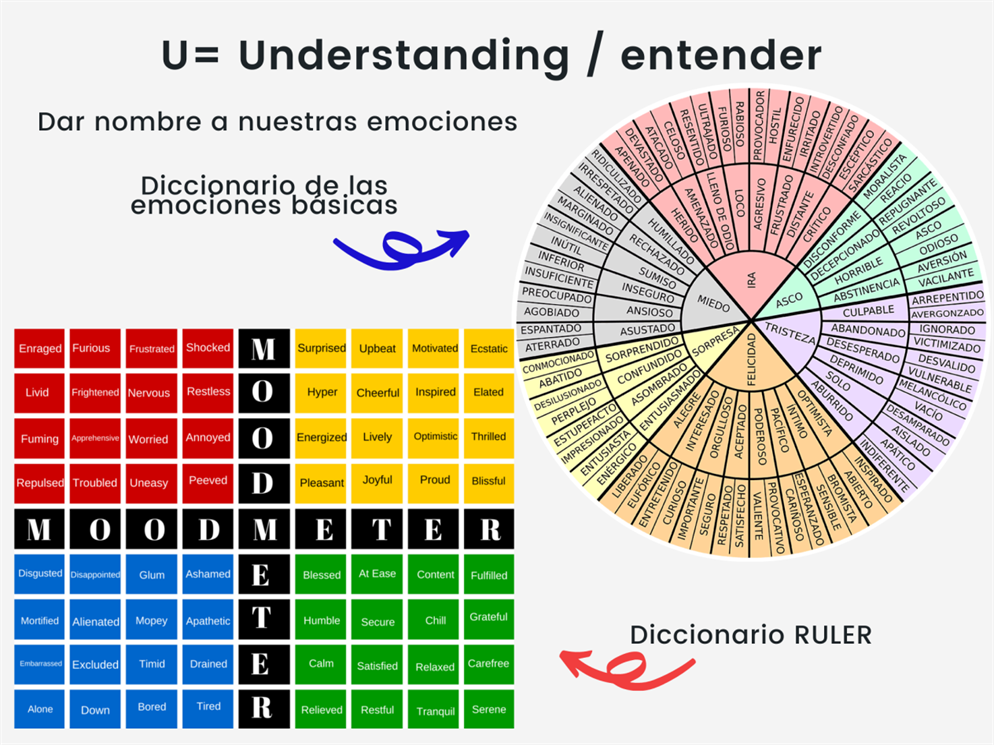 U= Understanding / entender
Dar nombre a nuestras emociones
Diccionario de las
emociones básicas
Enraged Furious Frustrated Shocked M Surprised Upbeat Motivated Ecstatic
Livid Frightened Nervous Restless O Hyper Cheerful Inspired Elated
Fuming Apprehensive Worried Annoyed O Energized Lively Optimistic Thrilled
Repulsed Troubled Uneasy Peeved D Pleasant Joyful Proud Blissful
M O O D M E T E R
Disgusted Disappointed Glum Ashamed E Blessed At Ease Content Fulfilled
Mortified Alienated Mopey Apathetic T Humble Secure Chill Grateful
Embarrassed Excluded Timid Drained E Calm Satisfied Relaxed Carefree
Alone Down Bored Tired R Relieved Restful Tranquil Serene
IRA
HERIDO
AMENAZADO
LLENO DE ODIO
LOCO
AGRESIVO
FRUSTRADO
DISTANTE
CRÍTICO
APENADO
DEVASTADO
ATACADO
CELOSO
RESENTIDO
ULTRAJADO
FURIOSO
RABIOSO
PROVOCADOR
HOSTIL
ENFURECIDO
IRRITADO
INTROVERTIDO
DESCONFIADO
ESCÉPTICO
SARCÁSTICO
ASCO
DISCONFORME
DECEPCIONADO
HORRIBLE
ABSTINENCIA
MORALISTA
REACIO
REPUGNANTE
REVOLTOSO
ASCO
ODIOSO
AVERSIÓN
VACILANTE
TRISTEZA
CULPABLE
ABANDONADO
DESESPERADO
DEPRIMIDO
SOLO
ABURRIDO
ARREPENTIDO
AVERGONZADO
IGNORADO
VICTIMIZADO
DESVALIDO
VULNERABLE
MELANCÓLICO
VACÍO
DESAMPARADO
AISLADO
APÁTICO
INDIFERENTE
FELICIDAD
OPTIMISTA
ÍNTIMO
PACÍFICO
PODEROSO
ACEPTADO
ORGULLOSO
INTERESADO
ALEGRE
INSPIRADO
ABIERTO
BROMISTA
SENSIBLE
ESPERANZADO
CARIÑOSO
PROVOCATIVO
VALIENTE
SATISFECHO
RESPETADO
SEGURO
IMPORTANTE
CURIOSO
ENTRETENIDO
EUFÓRICO
LIBERADO
SORPRESA
ENTUSIASMADO
ASOMBRADO
CONFUNDIDO
SORPRENDIDO
ENÉRGICO
ENTUSIASTA
IMPRESIONADO
ESTUPEFACTO
PERPLEJO
DESILUSIONADO
ABATIDO
CONMOCIONADO
MIEDO
ASUSTADO
ANSIOSO
INSEGURO
SUMISO
RECHAZADO
HUMILLADO
ATERRADO
ESPANTADO
AGOBIADO
PREOCUPADO
INSUFICIENTE
INFERIOR
INÚTIL
INSIGNIFICANTE
MARGINADO
ALIENADO
IRRESPETADO
RIDICULIZADO
Diccionario RULER